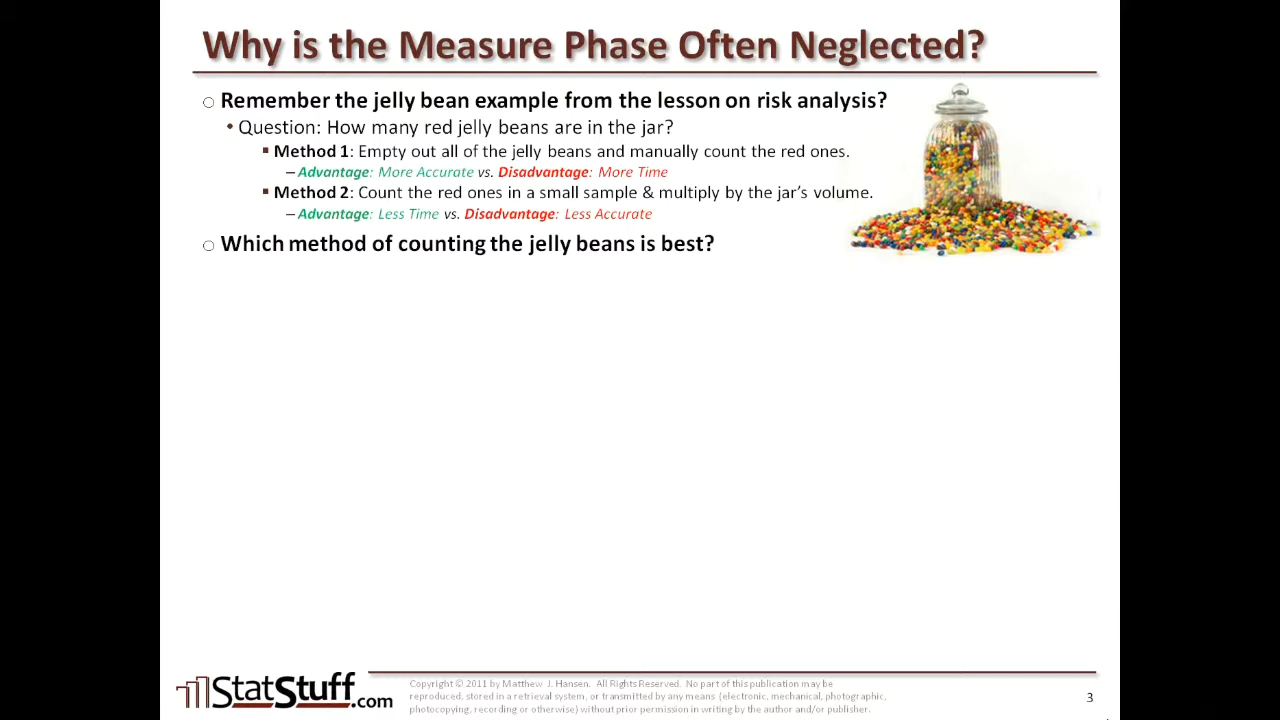 Why is the Measure Phase Often Neglected?
○ Remember the jelly bean example from the lesson on risk analysis?
• Question: How many red jelly beans are in the jar?
▪ Method 1: Empty out all of the jelly beans and manually count the red ones.
– Advantage: More Accurate vs. Disadvantage: More Time
▪ Method 2: Count the red ones in a small sample & multiply by the jar's volume.
– Advantage: Less Time vs. Disadvantage: Less Accurate
○ Which method of counting the jelly beans is best?
StatStuff.com
Copyright © 2011 by Matthew J. Hansen. All Rights Reserved. No part of this publication may be
reproduced, stored in a retrieval system, or transmitted by any means (electronic, mechanical, photographic,
photocopying, recording or otherwise) without prior permission in writing by the author and/or publisher.
3